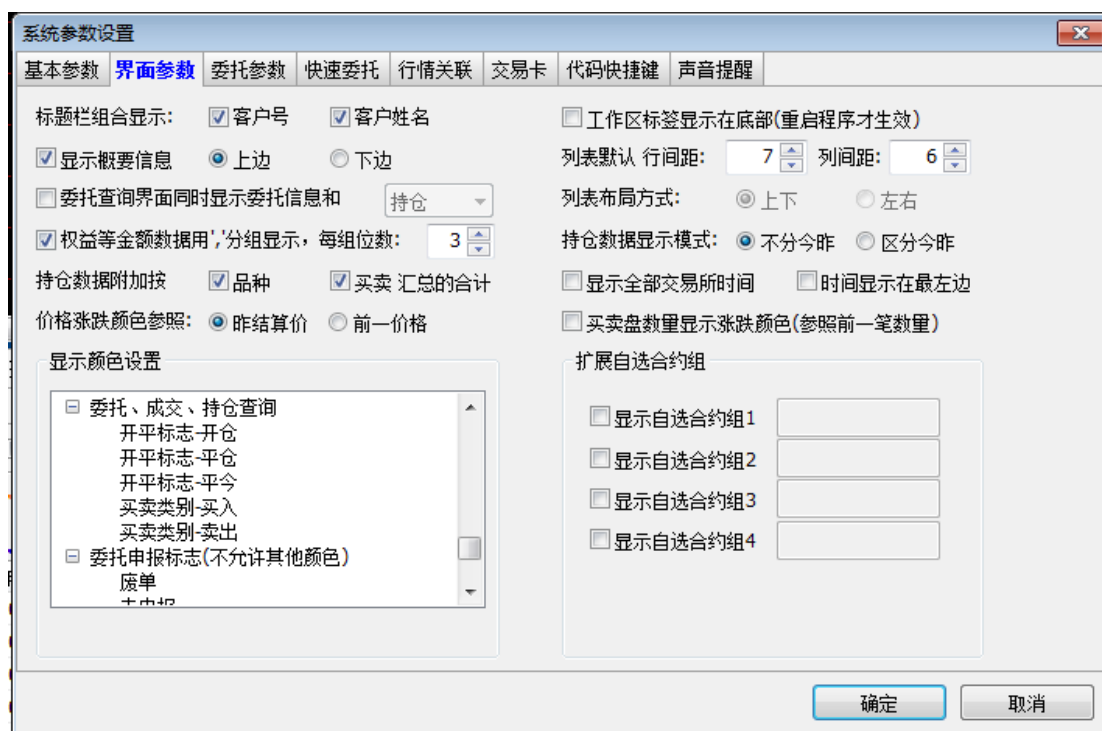 系统参数设置
基本参数 界面参数 委托参数 快速委托 行情关联 交易卡 代码快捷键 声音提醒
标题栏组合显示: 客户号 客户姓名
显示概要信息 上边 下边
委托查询界面同时显示委托信息和 持仓
权益等金额数据用','分组显示，每组位数: 3
持仓数据附加按 品种 买卖 汇总的合计
价格涨跌颜色参照: 昨结算价 前一价格
工作区标签显示在底部(重启程序才生效)
列表默认 行间距: 7 列间距: 6
列表布局方式: 上下 左右
持仓数据显示模式: 不分今昨 区分今昨
显示全部交易所时间 时间显示在最左边
买卖盘数量显示涨跌颜色(参照前一笔数量)
显示颜色设置
委托、成交、持仓查询
开平标志-开仓
开平标志-平仓
开平标志-平今
买卖类别-买入
买卖类别-卖出
委托申报标志(不允许其他颜色)
废单
扩展自选合约组
显示自选合约组1
显示自选合约组2
显示自选合约组3
显示自选合约组4
确定 取消